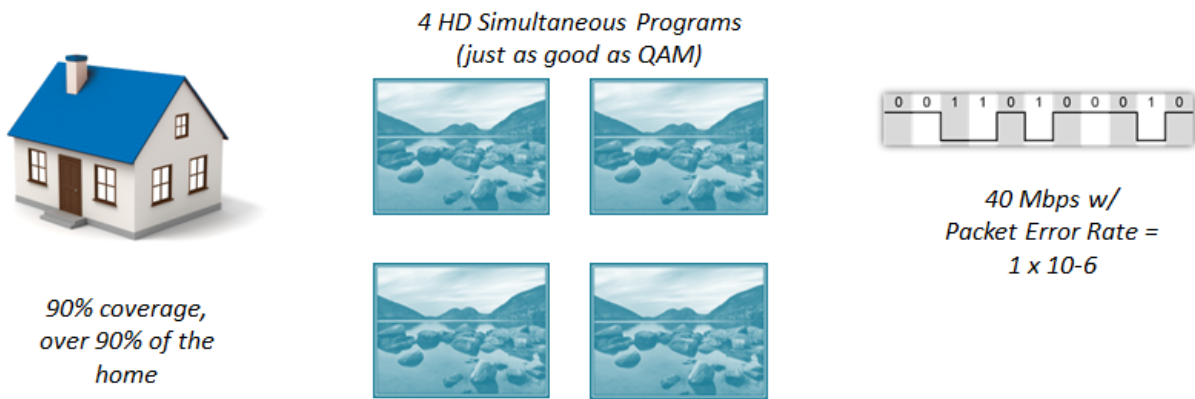 4 HD Simultaneous Programs
(just as good as QAM)
0 0 1 1 0 1 0 0 0 1 0
40 Mbps w/
Packet Error Rate =
1 x 10-6
90% coverage,
over 90% of the
home